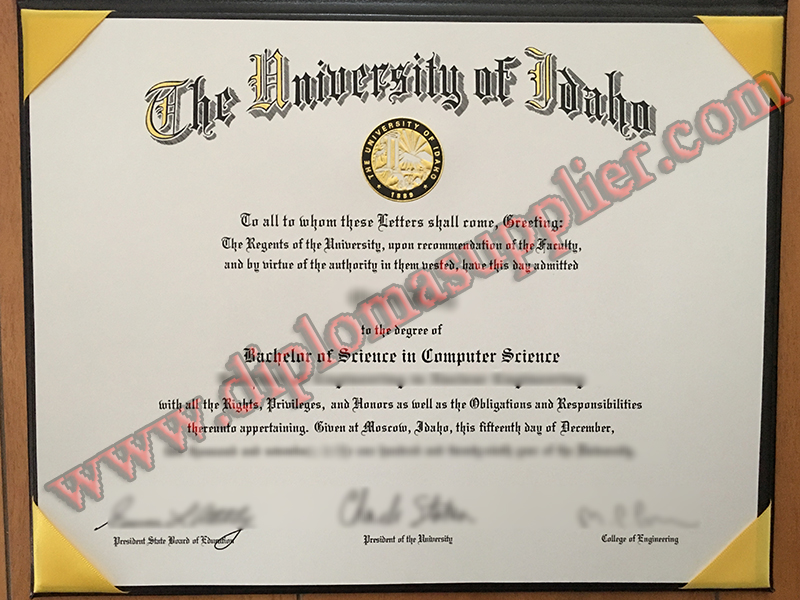 The University of Idaho
THE UNIVERSITY OF IDAHO
1889
To all to whom these Letters shall come, Greeting:
The Regents of the University, upon recommendation of the Faculty,
and by virtue of the authority in them vested, have this day admitted
to the degree of
Bachelor of Science in Computer Science
with all the Rights, Privileges, and Honors as well as the Obligations and Responsibilities
thereunto appertaining. Given at Moscow, Idaho, this fifteenth day of December,
President State Board of Education
President of the University
College of Engineering
www.diplomasupplier.com